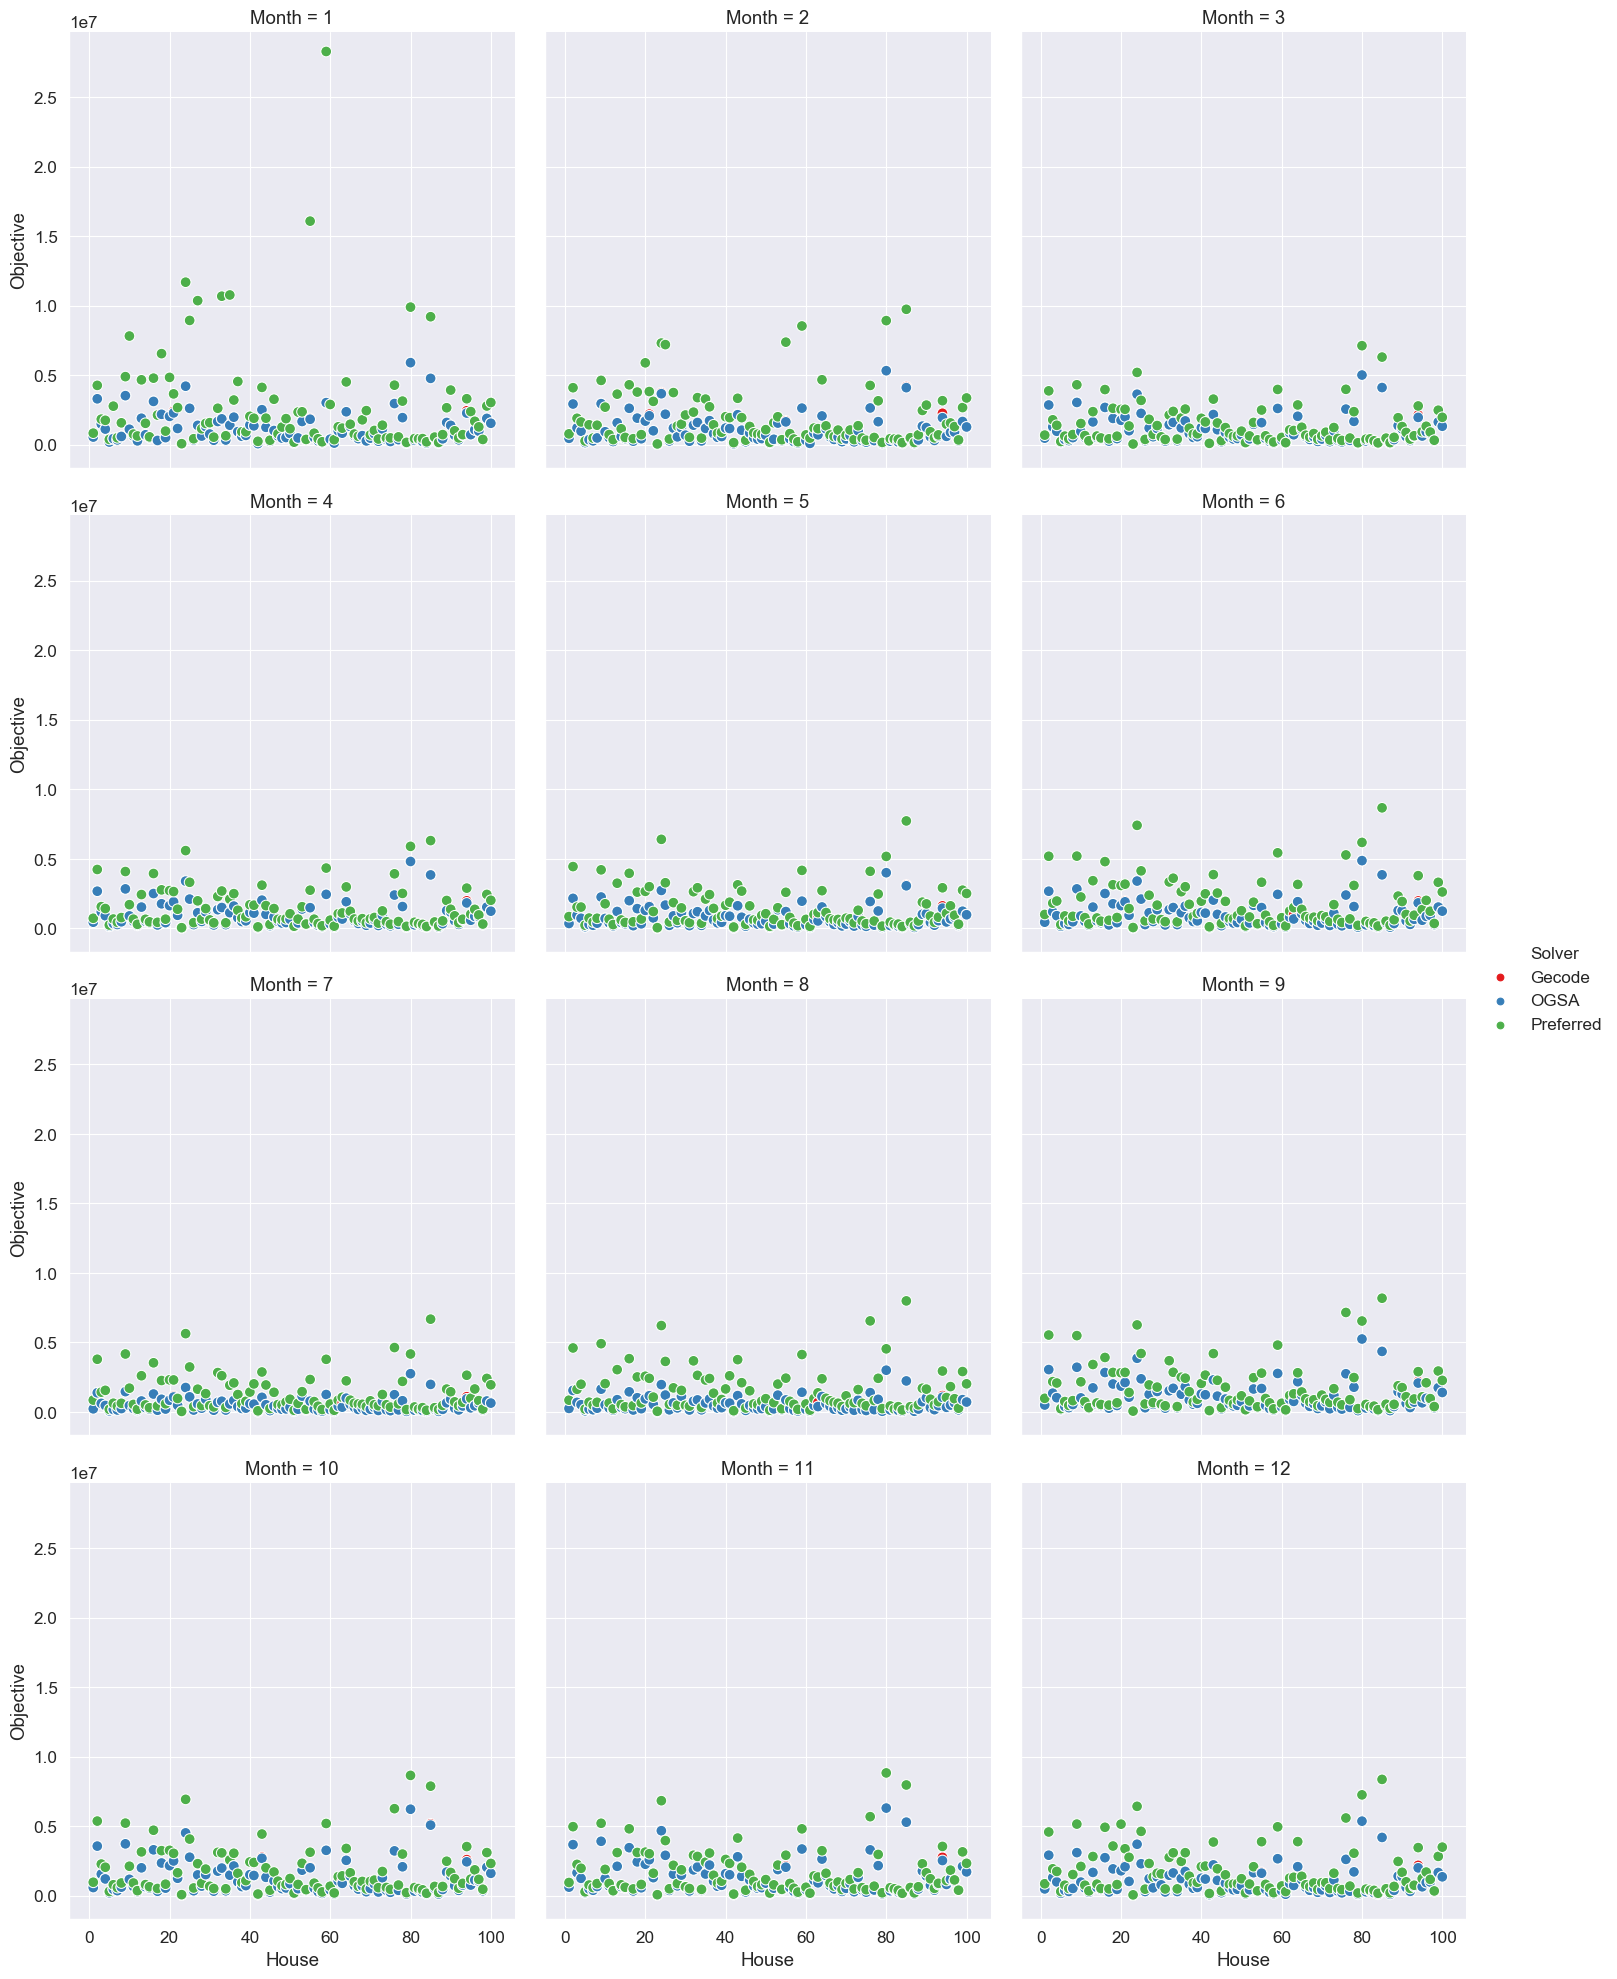 Month = 1
Month = 2
Month = 3
1e7
2.5
2.0
1.5
1.0
0.5
0.0
Objective
Month = 4
Month = 5
Month = 6
1e7
2.5
2.0
1.5
1.0
0.5
0.0
Objective
Solver
Gecode
OGSA
Preferred
Month = 7
Month = 8
Month = 9
1e7
2.5
2.0
1.5
1.0
0.5
0.0
Objective
Month = 10
Month = 11
Month = 12
1e7
2.5
2.0
1.5
1.0
0.5
0.0
Objective
0 20 40 60 80 100
0 20 40 60 80 100
0 20 40 60 80 100
House
House
House